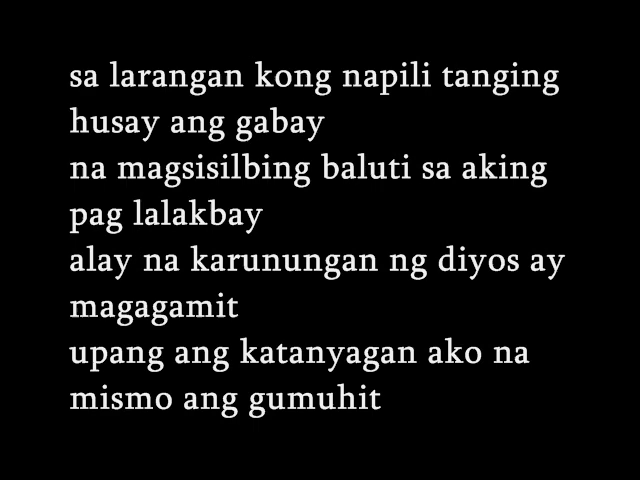 sa larangan kong napili tanging
husay ang gabay
na magsisilbing baluti sa aking
pag lalakbay
alay na karunungan ng diyos ay
magagamit
upang ang katanyagan ako na
mismo ang gumuhit